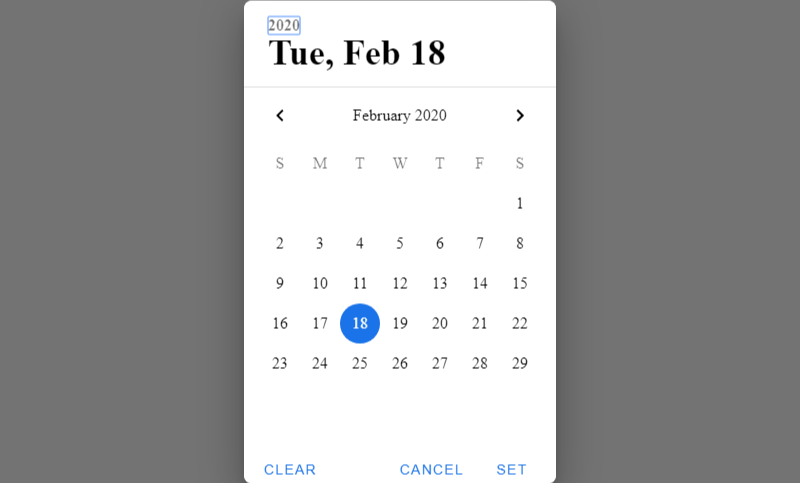 2020
Tue, Feb 18
February 2020
S M T W T F S
1
2 3 4 5 6 7 8
9 10 11 12 13 14 15
16 17 18 19 20 21 22
23 24 25 26 27 28 29
CLEAR CANCEL SET